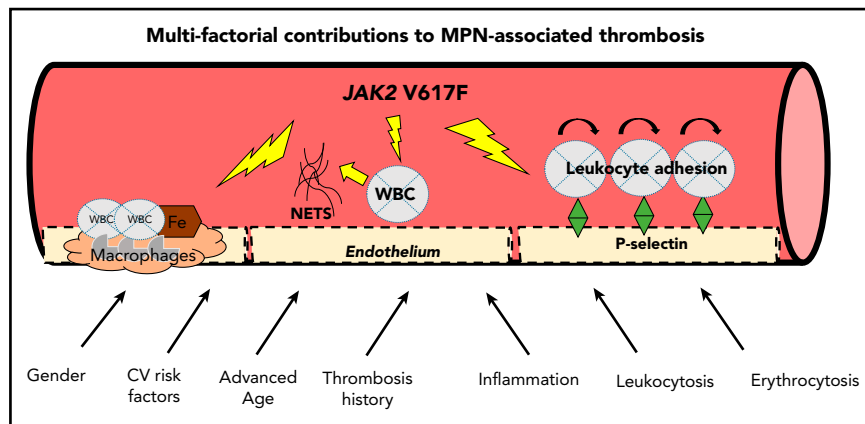 Multi-factorial contributions to MPN-associated thrombosis
JAK2 V617F
Leukocyte adhesion
WBC
NETS
WBC
WBC
Fe
Macrophages
Endothelium
P-selectin
Gender
CV risk
factors
Advanced
Age
Thrombosis
history
Inflammation
Leukocytosis
Erythrocytosis